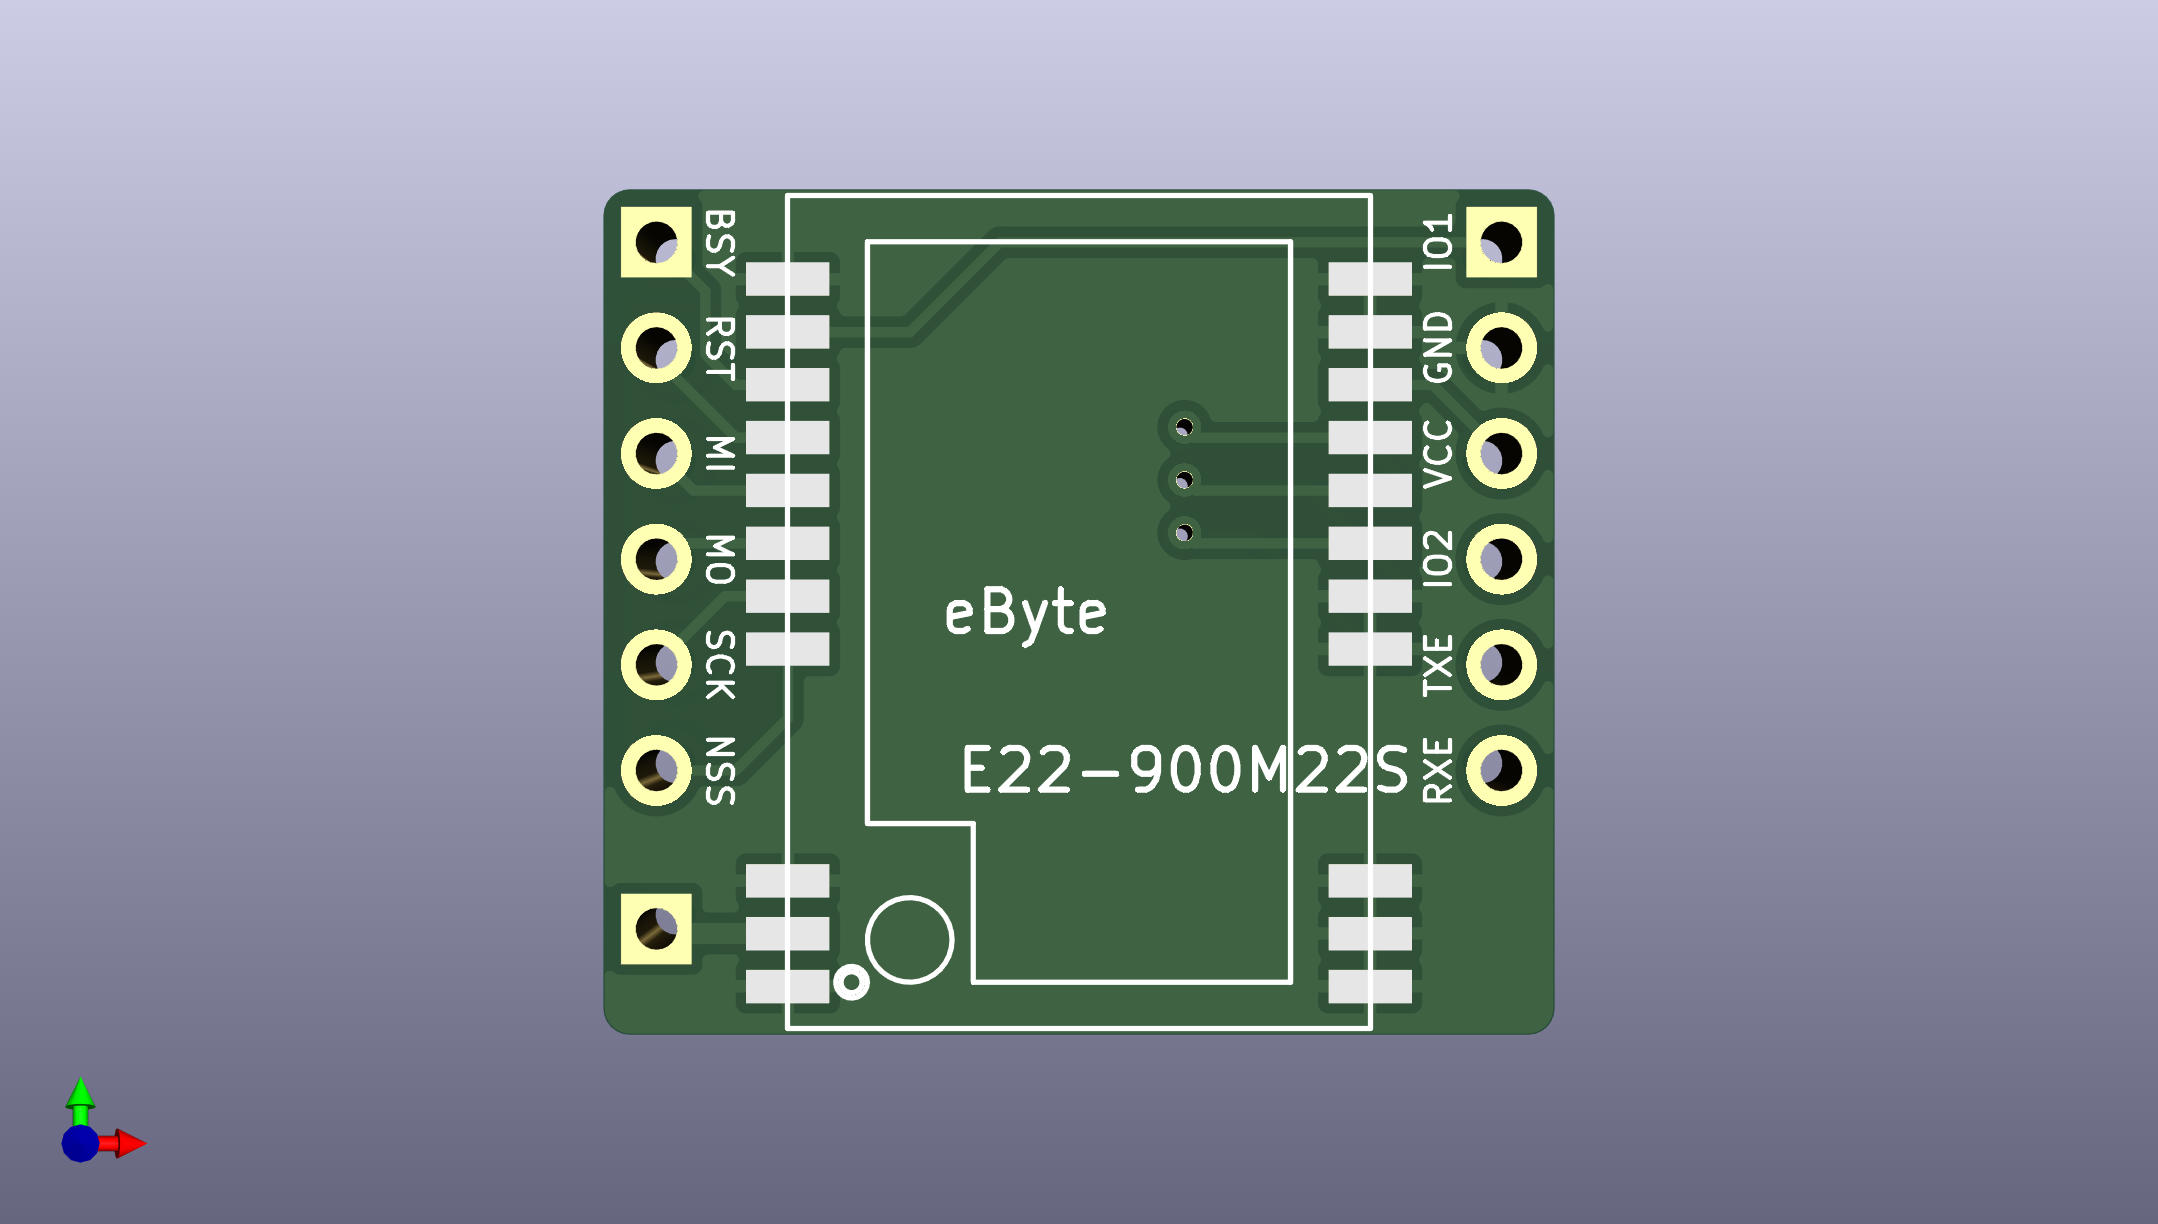 BSY
RST
MI
MO
SCK
NSS
eByte
E22-900M22S
IO1
GND
VCC
IO2
TXE
RXE